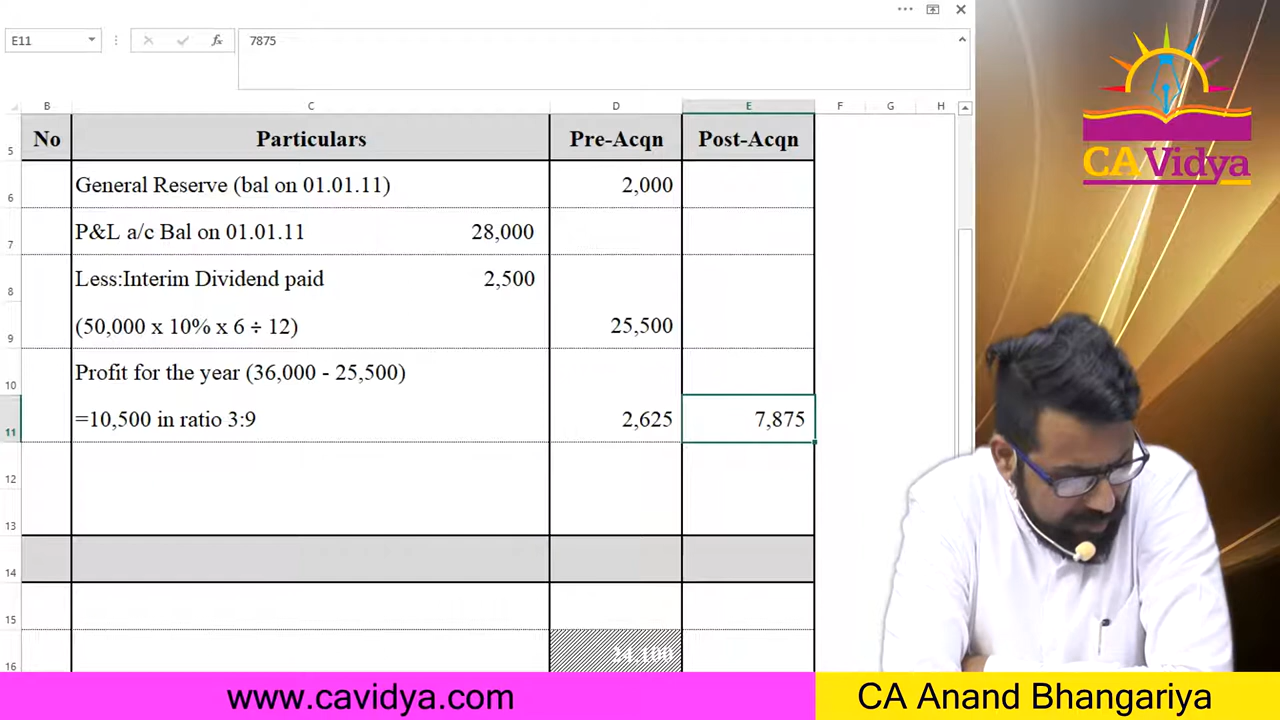 E11
fx
7875
B C D E F G H
5 No Particulars Pre-Acqn Post-Acqn
6 General Reserve (bal on 01.01.11) 2,000
7 P&L a/c Bal on 01.01.11 28,000
8 Less:Interim Dividend paid 2,500
9 (50,000 x 10% x 6 ÷ 12) 25,500
10 Profit for the year (36,000 - 25,500)
11 =10,500 in ratio 3:9 2,625 7,875
12
13
14
15
16 24,100
CA Vidya
www.cavidya.com
CA Anand Bhangariya